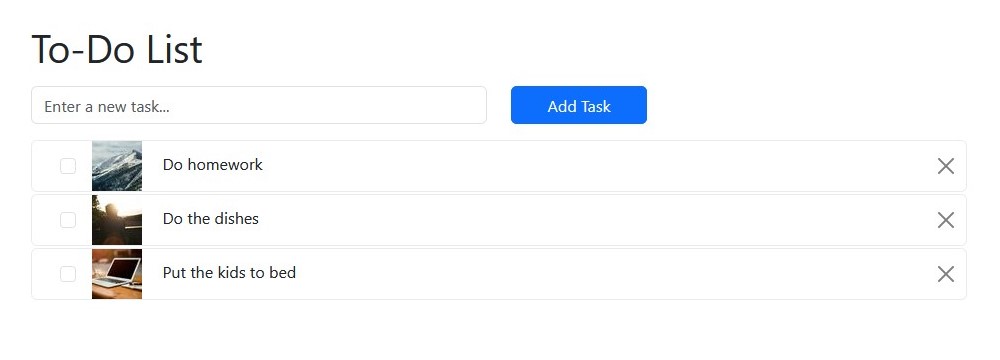 To-Do List
Enter a new task...
Add Task
Do homework
Do the dishes
Put the kids to bed